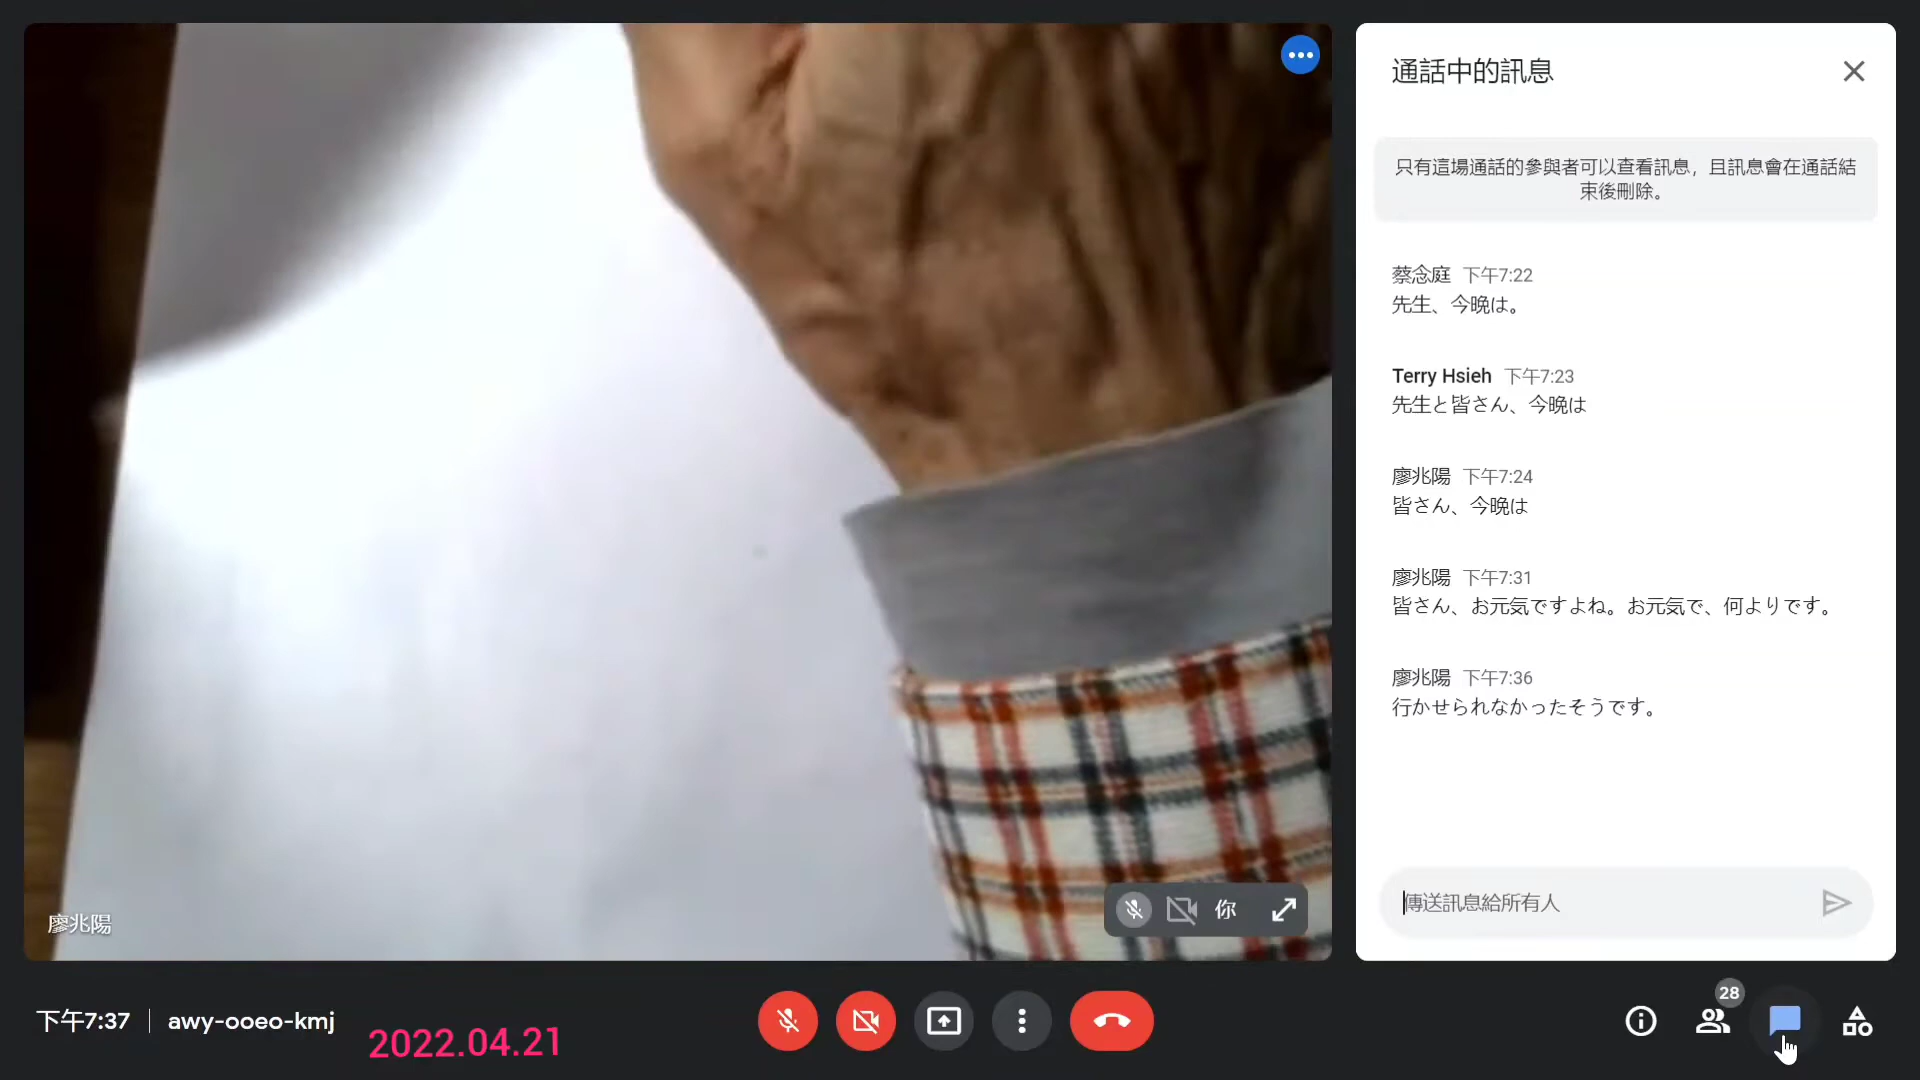 通話中的訊息
只有這場通話的參與者可以查看訊息，且訊息會在通話結
束後刪除。
蔡念庭 下午7:22
先生、今晩は。
Terry Hsieh 下午7:23
先生と皆さん、今晩は
廖兆陽 下午7:24
皆さん、今晩は
廖兆陽 下午7:31
皆さん、お元気ですよね。お元気で、何よりです。
廖兆陽 下午7:36
行かせられなかったそうです。
傳送訊息給所有人
廖兆陽
你
下午7:37 | awy-ooeo-kmj
2022.04.21
28